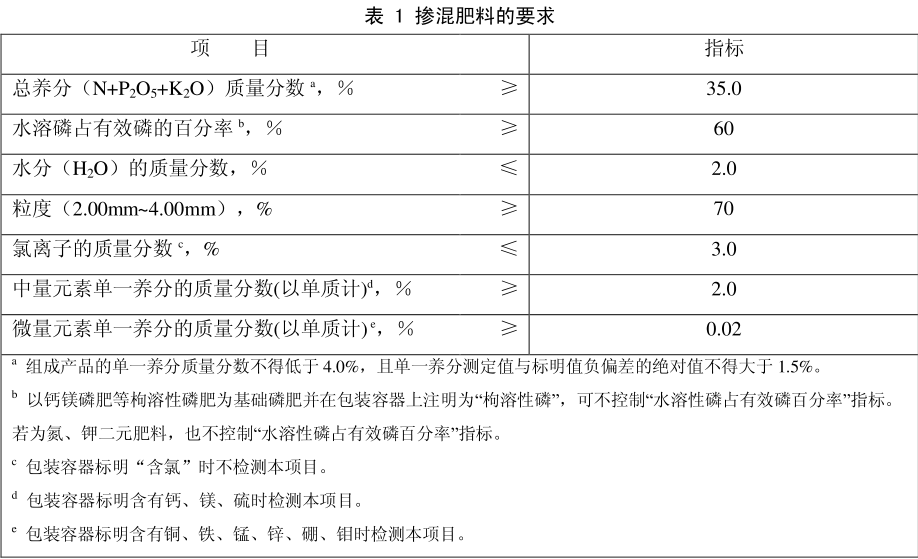 表 1 掺混肥料的要求
项 目 指标
总养分（N+P₂O₅+K₂O）质量分数 ᵃ，% ≥ 35.0
水溶磷占有效磷的百分率 ᵇ，% ≥ 60
水分（H₂O）的质量分数，% ≤ 2.0
粒度（2.00mm~4.00mm），% ≥ 70
氯离子的质量分数 ᶜ，% ≤ 3.0
中量元素单一养分的质量分数(以单质计)ᵈ，% ≥ 2.0
微量元素单一养分的质量分数(以单质计) ᵉ，% ≥ 0.02
ᵃ 组成产品的单一养分质量分数不得低于 4.0%，且单一养分测定值与标明值负偏差的绝对值不得大于 1.5%。
ᵇ 以钙镁磷肥等枸溶性磷肥为基础磷肥并在包装容器上注明为“枸溶性磷”，可不控制“水溶性磷占有效磷百分率”指标。
若为氮、钾二元肥料，也不控制“水溶性磷占有效磷百分率”指标。
ᶜ 包装容器标明“含氯”时不检测本项目。
ᵈ 包装容器标明含有钙、镁、硫时检测本项目。
ᵉ 包装容器标明含有铜、铁、锰、锌、硼、钼时检测本项目。